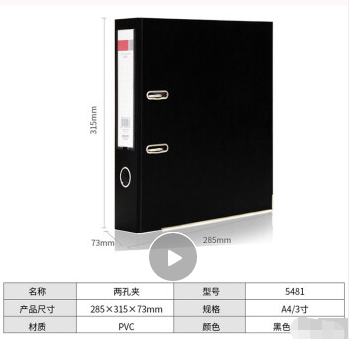 315mm
73mm
285mm
名称 两孔夹 型号 5481
产品尺寸 285×315×73mm 规格 A4/3寸
材质 PVC 颜色 黑色